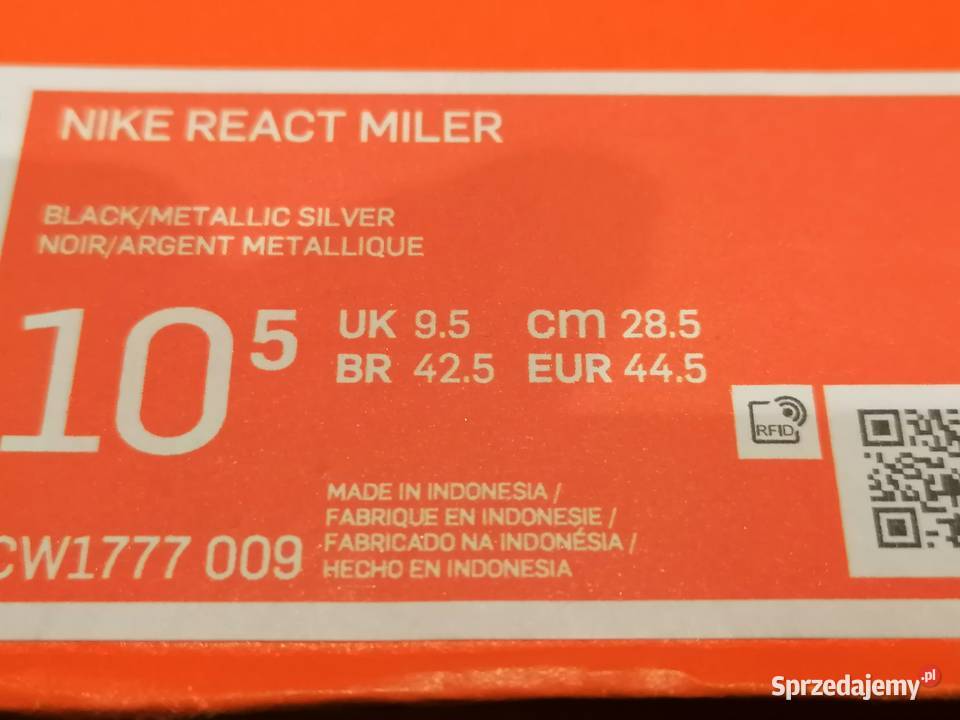 NIKE REACT MILER
BLACK/METALLIC SILVER
NOIR/ARGENT METALLIQUE
10 5
UK 9.5 cm 28.5
BR 42.5 EUR 44.5
RFID
MADE IN INDONESIA /
FABRIQUE EN INDONESIE /
FABRICADO NA INDONÉSIA /
HECHO EN INDONESIA
CW1777 009
Sprzedajemy.pl